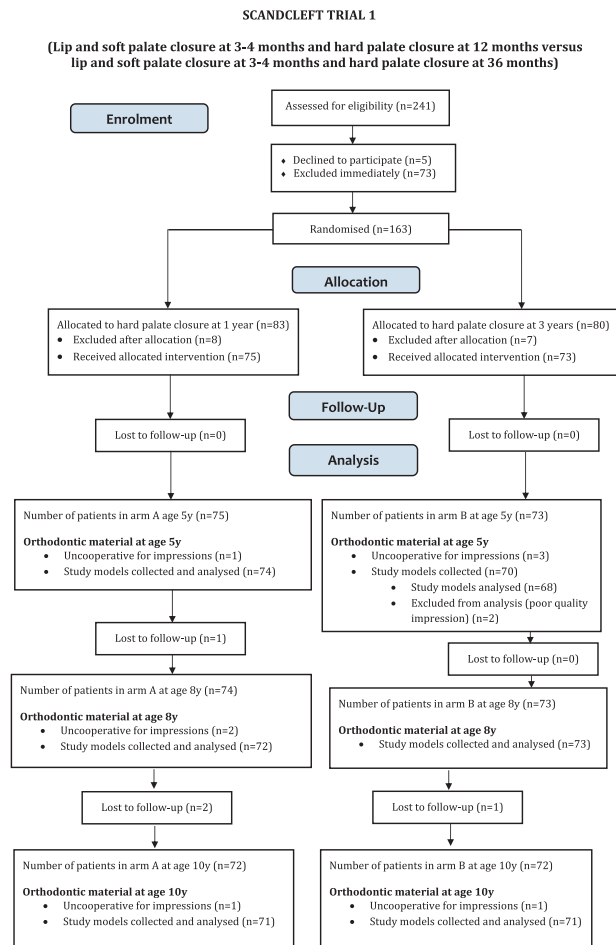 SCANDCLEFT TRIAL 1
(Lip and soft palate closure at 3-4 months and hard palate closure at 12 months versus
lip and soft palate closure at 3-4 months and hard palate closure at 36 months)
Enrolment
Assessed for eligibility (n=241)
♦ Declined to participate (n=5)
♦ Excluded immediately (n=73)
Randomised (n=163)
Allocation
Allocated to hard palate closure at 1 year (n=83)
• Excluded after allocation (n=8)
• Received allocated intervention (n=75)
Allocated to hard palate closure at 3 years (n=80)
• Excluded after allocation (n=7)
• Received allocated intervention (n=73)
Follow-Up
Lost to follow-up (n=0)
Lost to follow-up (n=0)
Analysis
Number of patients in arm A age 5y (n=75)
Orthodontic material at age 5y
• Uncooperative for impressions (n=1)
• Study models collected and analysed (n=74)
Number of patients in arm B at age 5y (n=73)
Orthodontic material at age 5y
• Uncooperative for impressions (n=3)
• Study models collected (n=70)
• Study models analysed (n=68)
• Excluded from analysis (poor quality
impression) (n=2)
Lost to follow-up (n=1)
Lost to follow-up (n=0)
Number of patients in arm A at age 8y (n=74)
Orthodontic material at age 8y
• Uncooperative for impressions (n=2)
• Study models collected and analysed (n=72)
Number of patients in arm B at age 8y (n=73)
Orthodontic material at age 8y
• Study models collected and analysed (n=73)
Lost to follow-up (n=2)
Lost to follow-up (n=1)
Number of patients in arm A at age 10y (n=72)
Orthodontic material at age 10y
• Uncooperative for impressions (n=1)
• Study models collected and analysed (n=71)
Number of patients in arm B at age 10y (n=72)
Orthodontic material at age 10y
• Uncooperative for impressions (n=1)
• Study models collected and analysed (n=71)